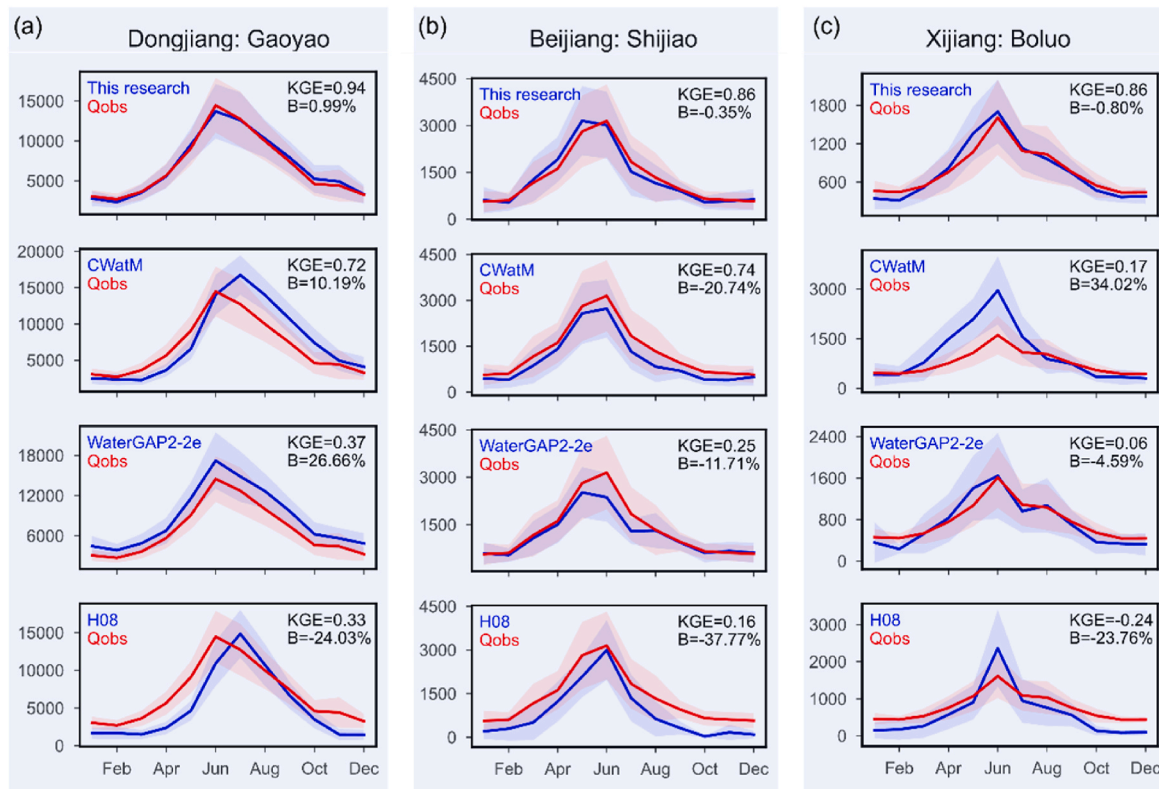 (a)
Dongjiang: Gaoyao
This research
Qobs
KGE=0.94
B=0.99%
15000
10000
5000
CWatM
Qobs
KGE=0.72
B=10.19%
20000
15000
10000
5000
WaterGAP2-2e
Qobs
KGE=0.37
B=26.66%
18000
12000
6000
H08
Qobs
KGE=0.33
B=-24.03%
15000
10000
5000
0
Feb Apr Jun Aug Oct Dec
(b)
Beijiang: Shijiao
This research
Qobs
KGE=0.86
B=-0.35%
4500
3000
1500
0
CWatM
Qobs
KGE=0.74
B=-20.74%
4500
3000
1500
0
WaterGAP2-2e
Qobs
KGE=0.25
B=-11.71%
4500
3000
1500
H08
Qobs
KGE=0.16
B=-37.77%
4500
3000
1500
0
Feb Apr Jun Aug Oct Dec
(c)
Xijiang: Boluo
This research
Qobs
KGE=0.86
B=-0.80%
1800
1200
600
CWatM
Qobs
KGE=0.17
B=34.02%
3000
1500
0
WaterGAP2-2e
Qobs
KGE=0.06
B=-4.59%
2400
1600
800
0
H08
Qobs
KGE=-0.24
B=-23.76%
3000
2000
1000
0
Feb Apr Jun Aug Oct Dec